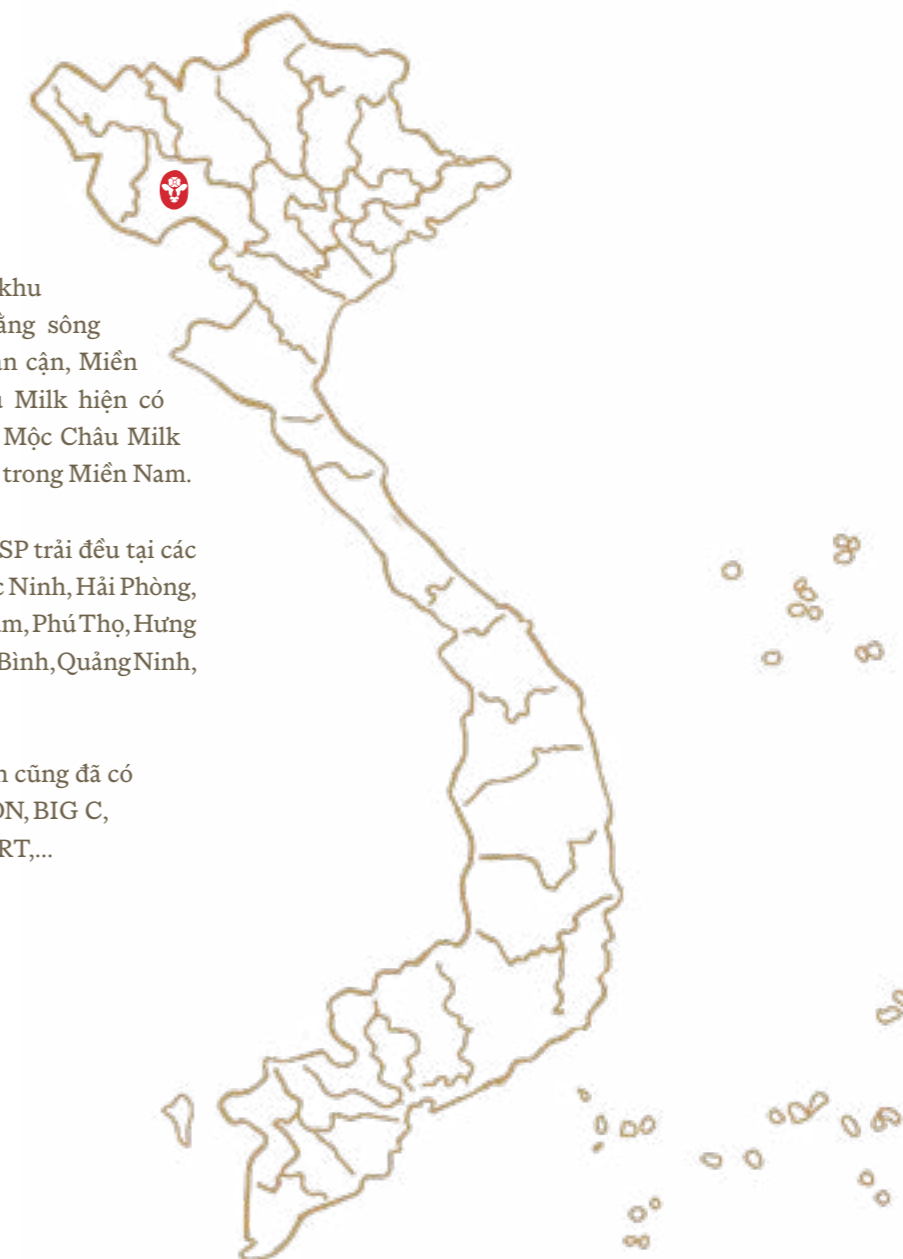 khu
ằng sông
n cận, Miền
Milk hiện có
Mộc Châu Milk
trong Miền Nam.
SP trải đều tại các
c Ninh, Hải Phòng,
am, Phú Thọ, Hưng
Bình, Quảng Ninh,
cũng đã có
ON, BIG C,
RT,...